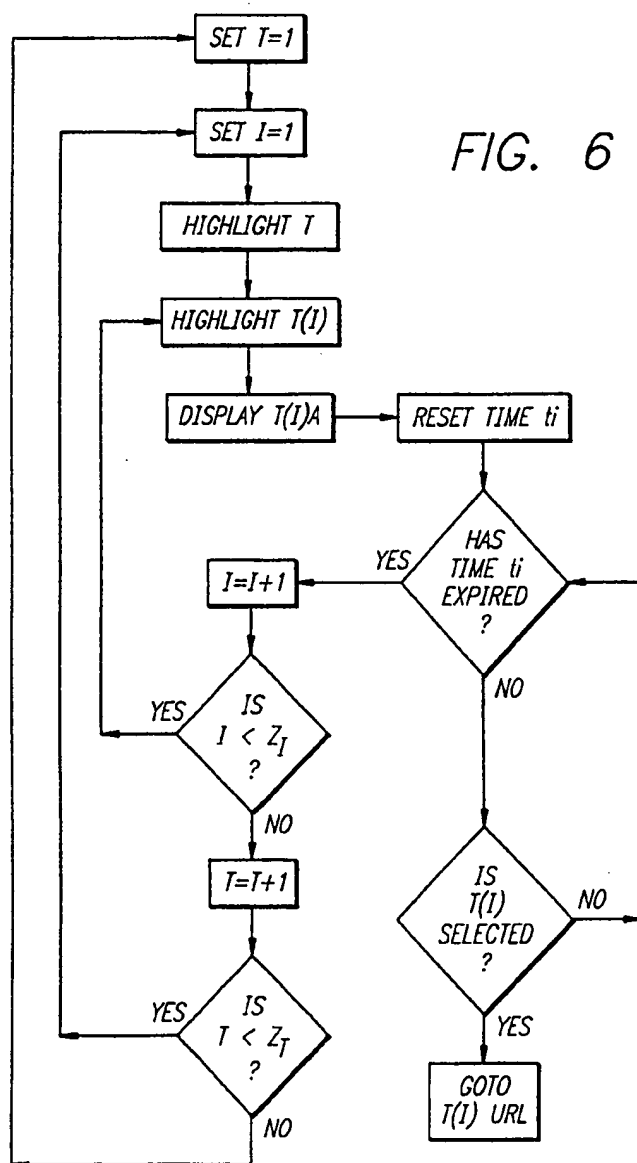 SET T=1
SET I=1
FIG. 6
HIGHLIGHT T
HIGHLIGHT T(I)
DISPLAY T(I)A
RESET TIME ti
HAS
TIME ti
EXPIRED
?
YES
NO
I=I+1
IS
I < Z_I
?
YES
NO
T=T+1
IS
T(I)
SELECTED
?
NO
YES
IS
T < Z_T
?
YES
NO
GOTO
T(I) URL